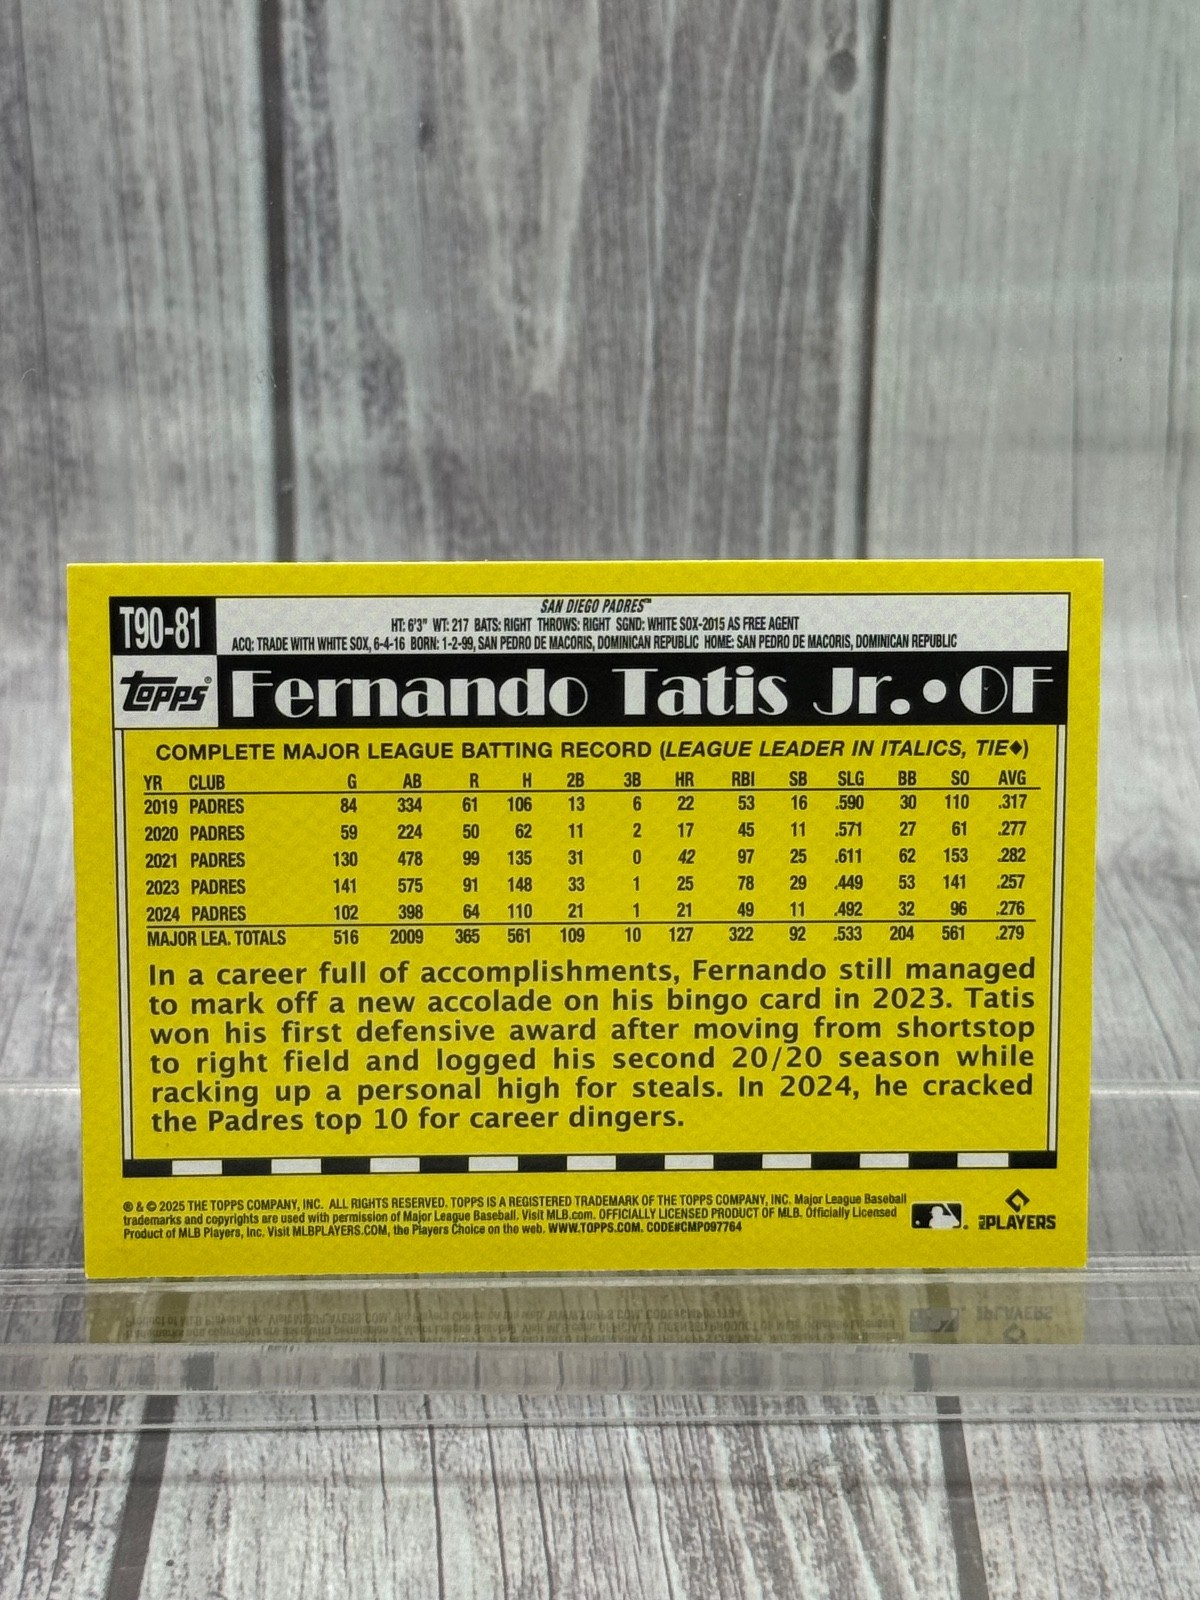 T90-81
SAN DIEGO PADRES™
HT: 6'3" WT: 217 BATS: RIGHT THROWS: RIGHT SGND: WHITE SOX-2015 AS FREE AGENT
ACQ: TRADE WITH WHITE SOX, 6-4-16 BORN: 1-2-99, SAN PEDRO DE MACORIS, DOMINICAN REPUBLIC HOME: SAN PEDRO DE MACORIS, DOMINICAN REPUBLIC
topps®
Fernando Tatis Jr. • OF
COMPLETE MAJOR LEAGUE BATTING RECORD (LEAGUE LEADER IN ITALICS, TIE♦)
YR CLUB G AB R H 2B 3B HR RBI SB SLG BB SO AVG
2019 PADRES 84 334 61 106 13 6 22 53 16 .590 30 110 .317
2020 PADRES 59 224 50 62 11 2 17 45 11 .571 27 61 .277
2021 PADRES 130 478 99 135 31 0 42 97 25 .611 62 153 .282
2023 PADRES 141 575 91 148 33 1 25 78 29 .449 53 141 .257
2024 PADRES 102 398 64 110 21 1 21 49 11 .492 32 96 .276
MAJOR LEA. TOTALS 516 2009 365 561 109 10 127 322 92 .533 204 561 .279
In a career full of accomplishments, Fernando still managed
to mark off a new accolade on his bingo card in 2023. Tatis
won his first defensive award after moving from shortstop
to right field and logged his second 20/20 season while
racking up a personal high for steals. In 2024, he cracked
the Padres top 10 for career dingers.
® & © 2025 THE TOPPS COMPANY, INC. ALL RIGHTS RESERVED. TOPPS IS A REGISTERED TRADEMARK OF THE TOPPS COMPANY, INC. Major League Baseball
trademarks and copyrights are used with permission of Major League Baseball. Visit MLB.com. OFFICIALLY LICENSED PRODUCT OF MLB. Officially Licensed
Product of MLB Players, Inc. Visit MLBPLAYERS.COM, the Players Choice on the web. WWW.TOPPS.COM. CODE#CMP097764
MLB PLAYERS